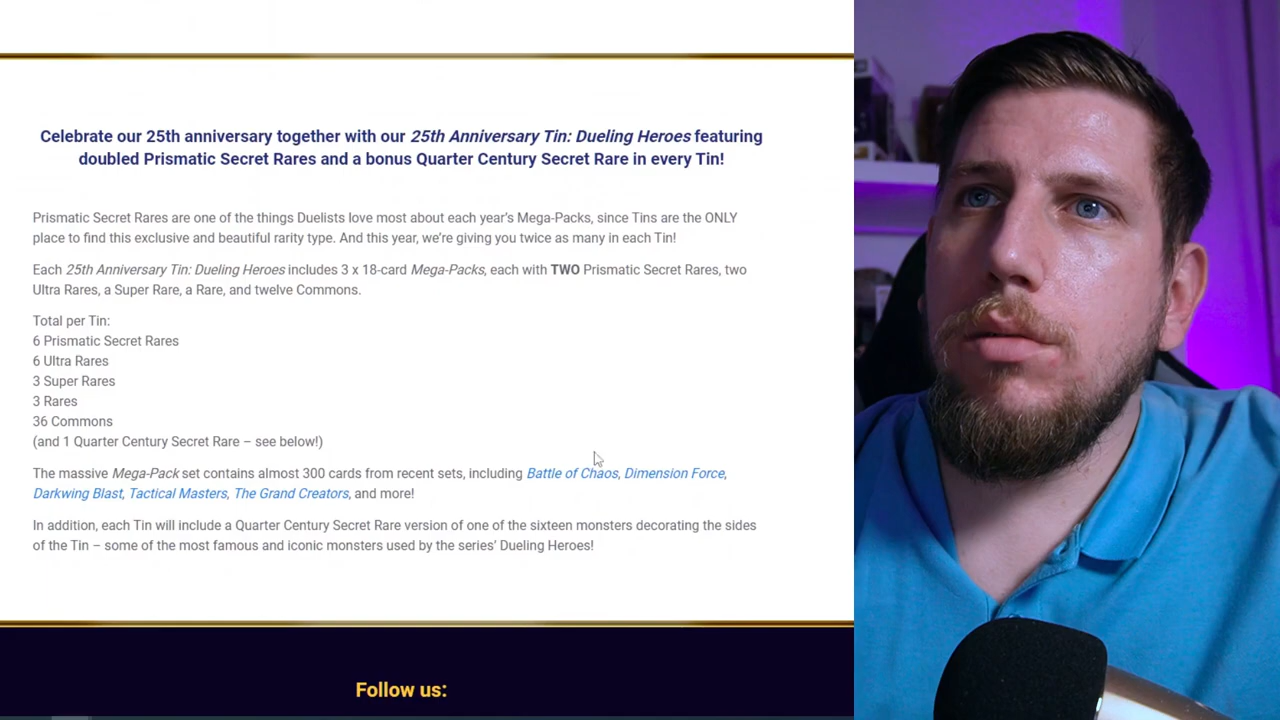 Celebrate our 25th anniversary together with our 25th Anniversary Tin: Dueling Heroes featuring
doubled Prismatic Secret Rares and a bonus Quarter Century Secret Rare in every Tin!
Prismatic Secret Rares are one of the things Duelists love most about each year’s Mega-Packs, since Tins are the ONLY
place to find this exclusive and beautiful rarity type. And this year, we’re giving you twice as many in each Tin!
Each 25th Anniversary Tin: Dueling Heroes includes 3 x 18-card Mega-Packs, each with TWO Prismatic Secret Rares, two
Ultra Rares, a Super Rare, a Rare, and twelve Commons.
Total per Tin:
6 Prismatic Secret Rares
6 Ultra Rares
3 Super Rares
3 Rares
36 Commons
(and 1 Quarter Century Secret Rare – see below!)
The massive Mega-Pack set contains almost 300 cards from recent sets, including Battle of Chaos, Dimension Force,
Darkwing Blast, Tactical Masters, The Grand Creators, and more!
In addition, each Tin will include a Quarter Century Secret Rare version of one of the sixteen monsters decorating the sides
of the Tin – some of the most famous and iconic monsters used by the series’ Dueling Heroes!
Follow us: